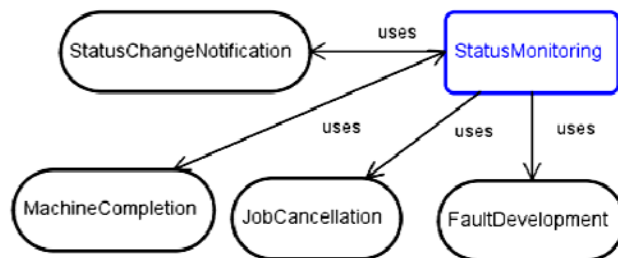 uses
StatusChangeNotification
StatusMonitoring
uses
uses
uses
MachineCompletion
JobCancellation
FaultDevelopment